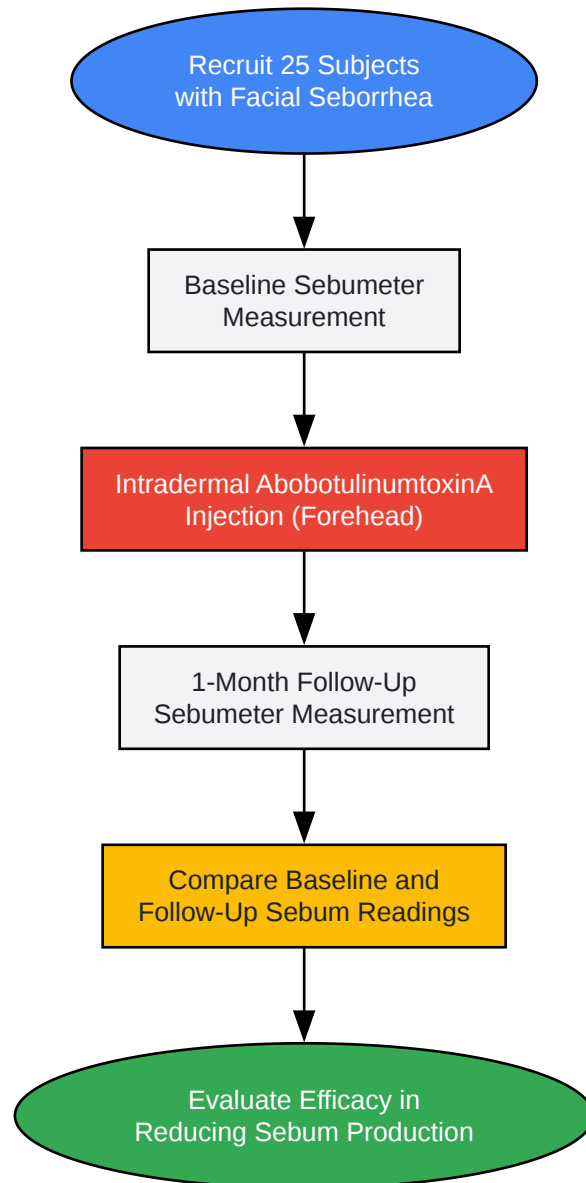 Recruit 25 Subjects
with Facial Seborrhea
Baseline Sebumeter
Measurement
Intradermal AbobotulinumtoxinA
Injection (Forehead)
1-Month Follow-Up
Sebumeter Measurement
Compare Baseline and
Follow-Up Sebum Readings
Evaluate Efficacy in
Reducing Sebum Production